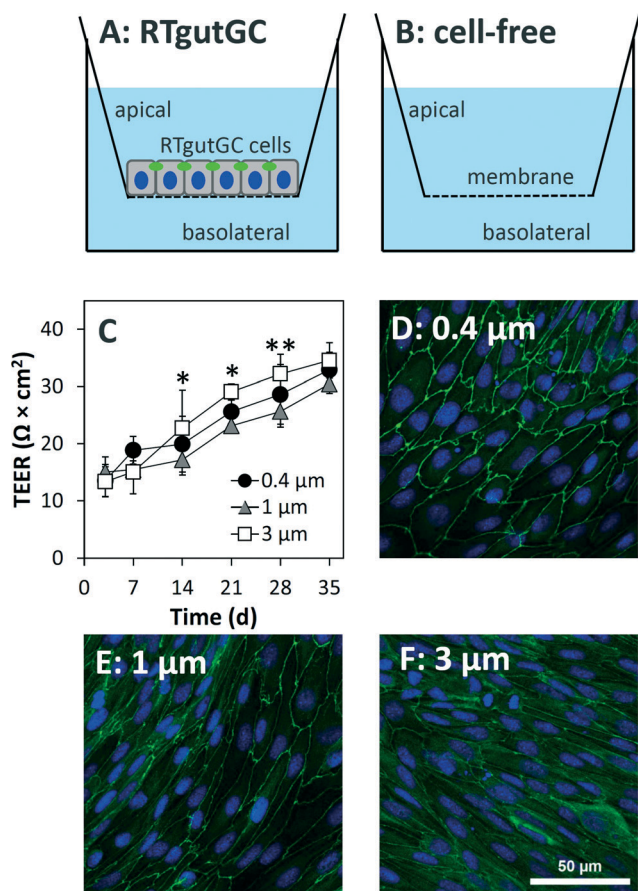 A: RTgutGC
apical
RTgutGC cells
basolateral
B: cell-free
apical
membrane
basolateral
C
TEER (Ω × cm²)
40
30
20
10
0
*
*
**
0.4 µm
1 µm
3 µm
0 7 14 21 28 35
Time (d)
D: 0.4 µm
E: 1 µm
F: 3 µm
50 µm